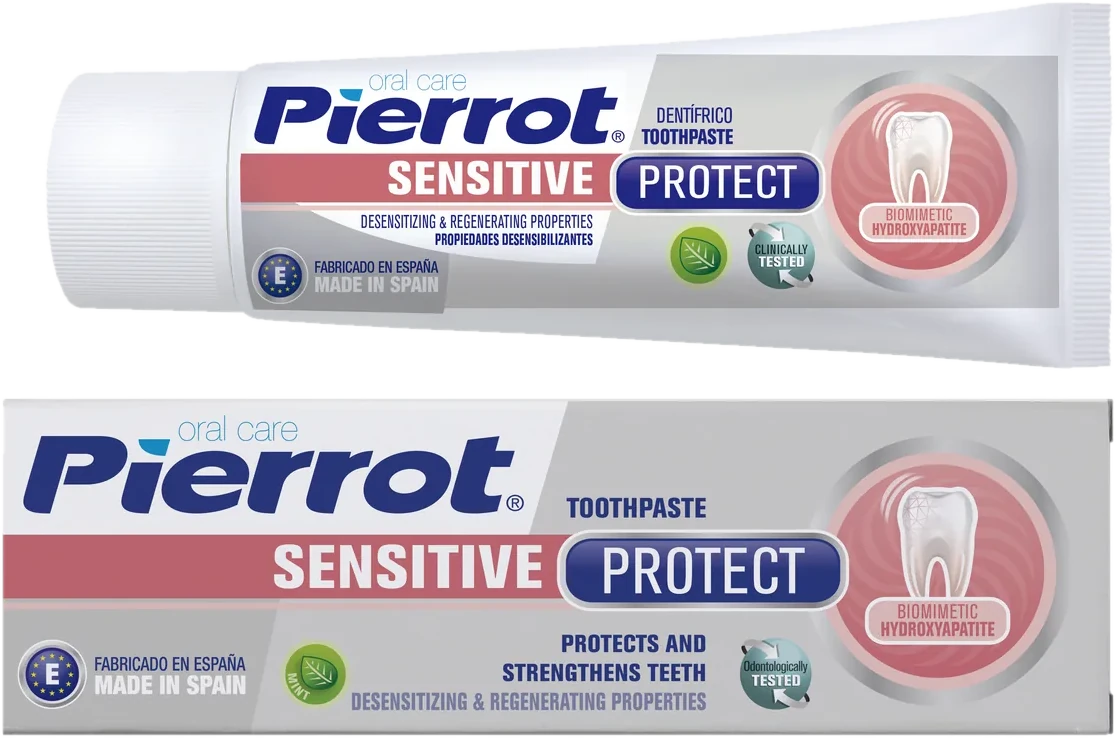 oral care
Pierrot®
DENTÍFRICO
TOOTHPASTE
SENSITIVE PROTECT
DESENSITIZING & REGENERATING PROPERTIES
PROPIEDADES DESENSIBILIZANTES
CLINICALLY
TESTED
BIOMIMETIC
HYDROXYAPATITE
E
FABRICADO EN ESPAÑA
MADE IN SPAIN
oral care
Pierrot®
TOOTHPASTE
SENSITIVE PROTECT
BIOMIMETIC
HYDROXYAPATITE
E
FABRICADO EN ESPAÑA
MADE IN SPAIN
MINT
PROTECTS AND
STRENGTHENS TEETH
DESENSITIZING & REGENERATING PROPERTIES
Odontologically
TESTED